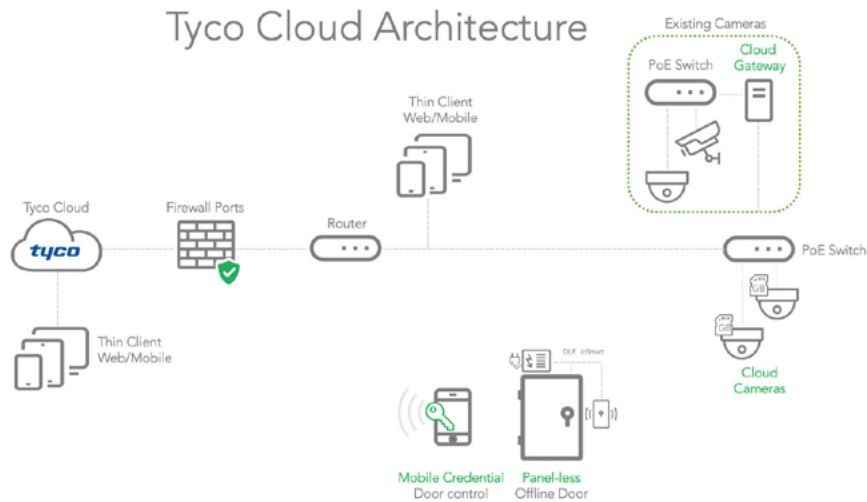 Tyco Cloud Architecture
Existing Cameras
PoE Switch
Cloud
Gateway
Thin Client
Web/Mobile
Tyco Cloud
tyco
Firewall Ports
Router
PoE Switch
GB
GB
Thin Client
Web/Mobile
Cloud
Cameras
Mobile Credential
Door control
Panel-less
Offline Door